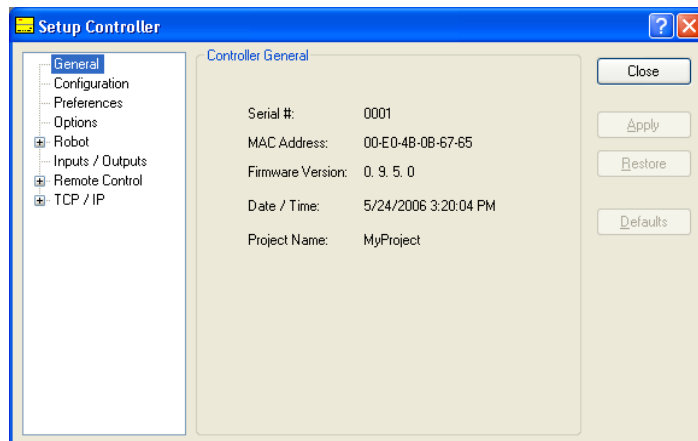 Setup Controller
General
Configuration
Preferences
Options
Robot
Inputs / Outputs
Remote Control
TCP / IP
Controller General
Serial #: 0001
MAC Address: 00-E0-4B-0B-67-65
Firmware Version: 0. 9. 5. 0
Date / Time: 5/24/2006 3:20:04 PM
Project Name: MyProject
Close
Apply
Restore
Defaults